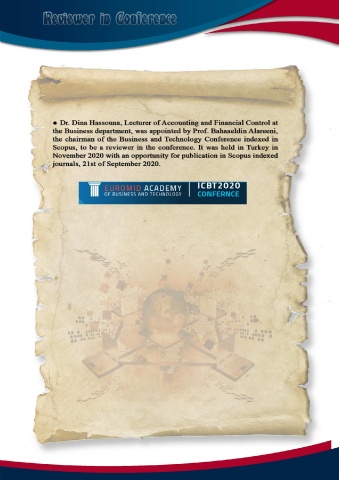 Reviewer in Conference
● Dr. Dina Hassouna, Lecturer of Accounting and Financial Control at
the Business department, was appointed by Prof. Bahaaeldin Alareeni,
the chairman of the Business and Technology Conference indexed in
Scopus, to be a reviewer in the conference. It was held in Turkey in
November 2020 with an opportunity for publication in Scopus indexed
journals, 21st of September 2020.
EUROMID ACADEMY
OF BUSINESS AND TECHNOLOGY
ICBT2020
CONFERNCE